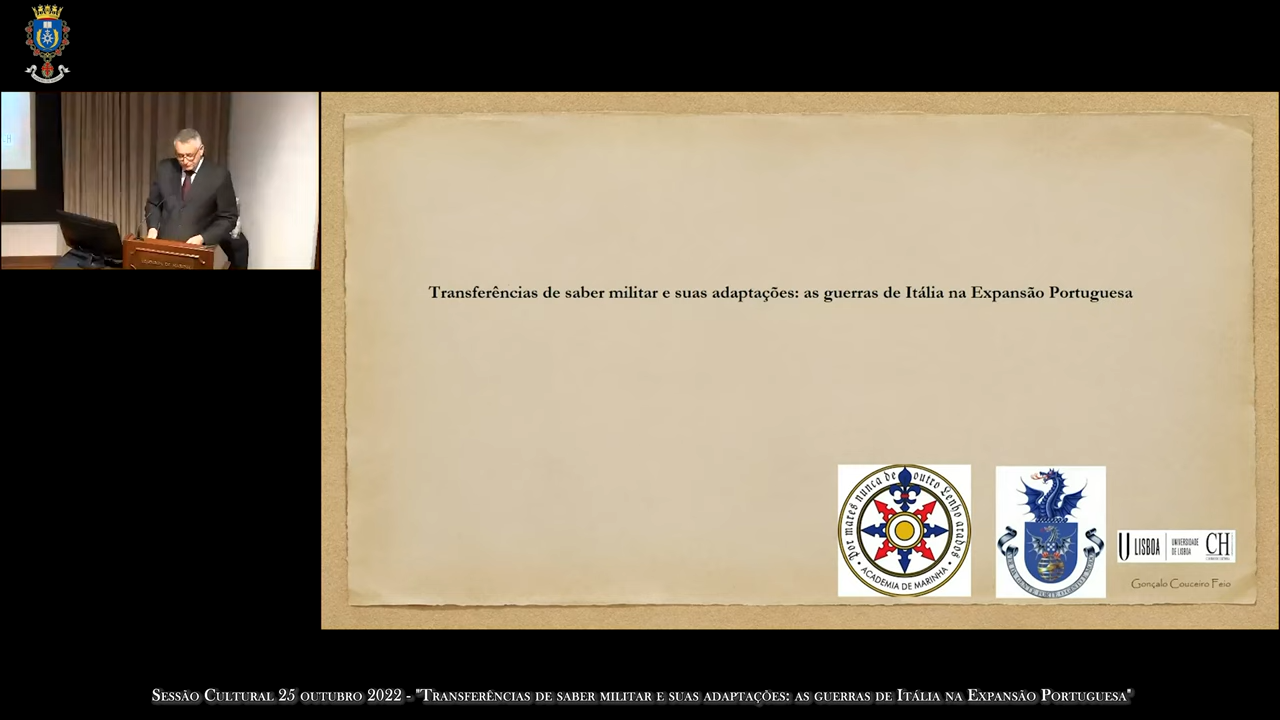 Transferências de saber militar e suas adaptações: as guerras de Itália na Expansão Portuguesa
Por mares nunca de outro Lenho arados
• ACADEMIA DE MARINHA •
U LISBOA | UNIVERSIDADE DE LISBOA
CH
Gonçalo Couceiro Feio
Sessão Cultural 25 outubro 2022 - "Transferências de saber militar e suas adaptações: as guerras de Itália na Expansão Portuguesa"